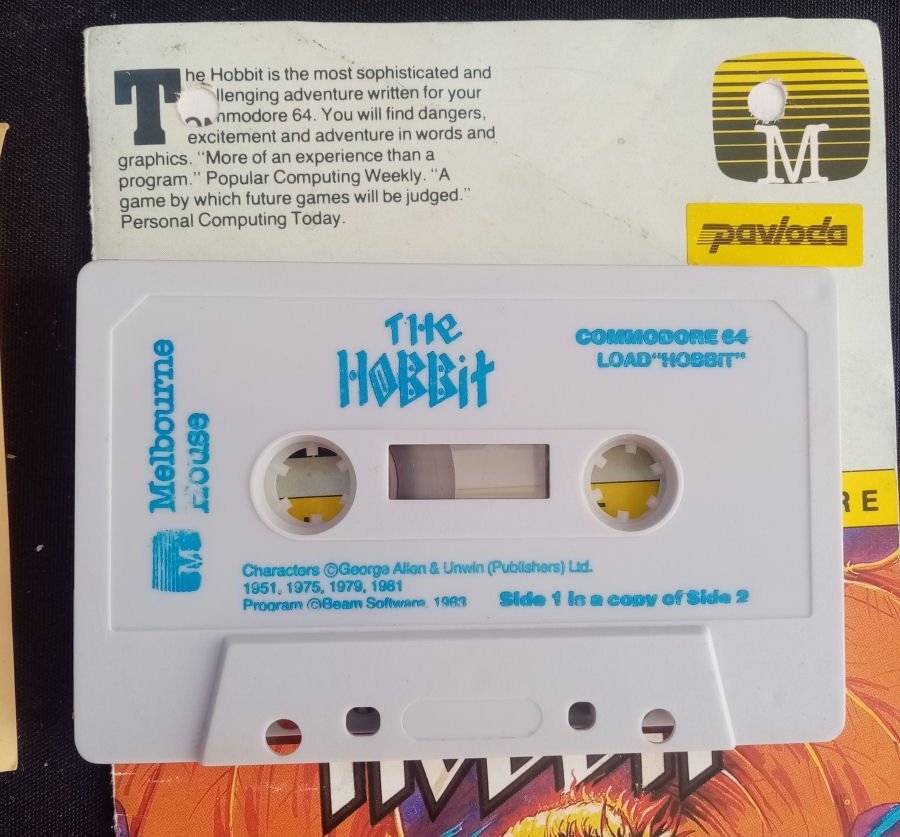 The Hobbit is the most sophisticated and
llenging adventure written for your
mmodore 64. You will find dangers,
excitement and adventure in words and
graphics. “More of an experience than a
program.” Popular Computing Weekly. “A
game by which future games will be judged.”
Personal Computing Today.
M
pavloda
THE
HOBBIT
COMMODORE 64
LOAD“HOBBIT”
Melbourne
House
M
RE
Characters ©George Allen & Unwin (Publishers) Ltd.
1951, 1975, 1979, 1981
Program ©Beam Software, 1983
Side 1 is a copy of Side 2